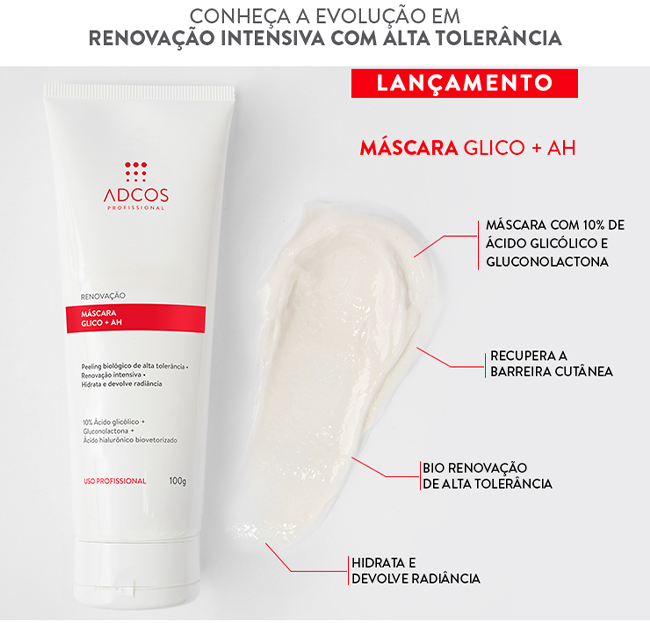 CONHEÇA A EVOLUÇÃO EM
RENOVAÇÃO INTENSIVA COM ALTA TOLERÂNCIA
LANÇAMENTO
MÁSCARA GLICO + AH
ADCOS
PROFISSIONAL
RENOVAÇÃO
MÁSCARA
GLICO + AH
Peeling biológico de alta tolerância •
Renovação intensiva •
Hidrata e devolve radiância
10% Ácido glicólico +
Gluconolactona +
Ácido hialurônico biovetorizado
USO PROFISSIONAL 100g
MÁSCARA COM 10% DE
ÁCIDO GLICÓLICO E
GLUCONOLACTONA
RECUPERA A
BARREIRA CUTÂNEA
BIO RENOVAÇÃO
DE ALTA TOLERÂNCIA
HIDRATA E
DEVOLVE RADIÂNCIA